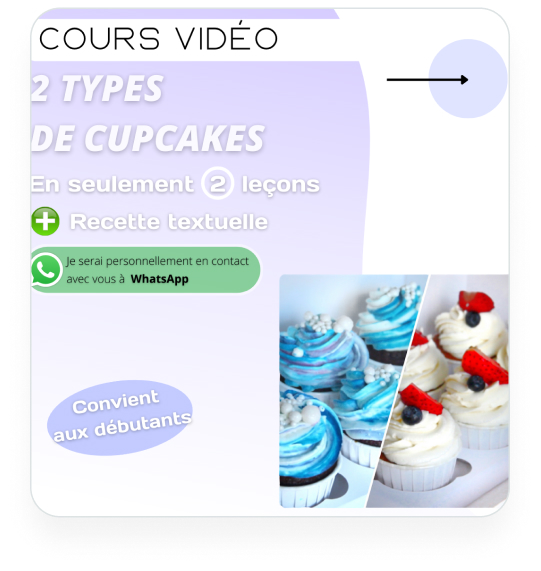 COURS VIDÉO
2 TYPES
DE CUPCAKES
En seulement 2 leçons
Recette textuelle
Je serai personnellement en contact
avec vous à WhatsApp
Convient
aux débutants